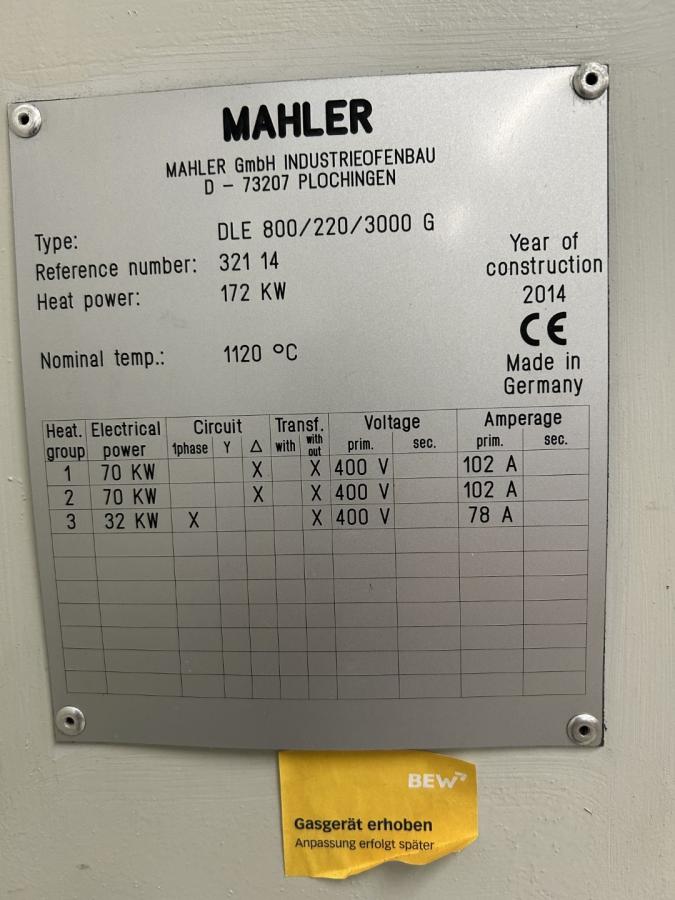 MAHLER
MAHLER GmbH INDUSTRIEOFENBAU
D - 73207 PLOCHINGEN
Type: DLE 800/220/3000 G
Reference number: 321 14
Heat power: 172 KW
Nominal temp.: 1120 °C
Year of
construction
2014
CE
Made in
Germany
Heat. group Electrical power Circuit Transf. Voltage Amperage
1phase Y Δ with with out prim. sec. prim. sec.
1 70 KW X X 400 V 102 A
2 70 KW X X 400 V 102 A
3 32 KW X X 400 V 78 A
BEW
Gasgerät erhoben
Anpassung erfolgt später